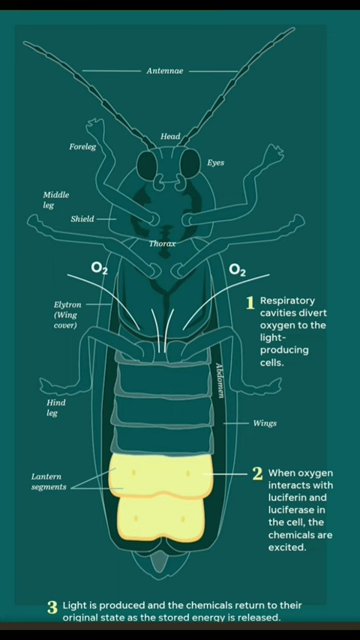 Antennae
Head
Foreleg
Eyes
Middle
leg
Shield
Thorax
O2
O2
Elytron
(Wing
cover)
1 Respiratory
cavities divert
oxygen to the
light-
producing
cells.
Abdomen
Hind
leg
Wings
Lantern
segments
2 When oxygen
interacts with
luciferin and
luciferase in
the cell, the
chemicals are
excited.
3 Light is produced and the chemicals return to their
original state as the stored energy is released.